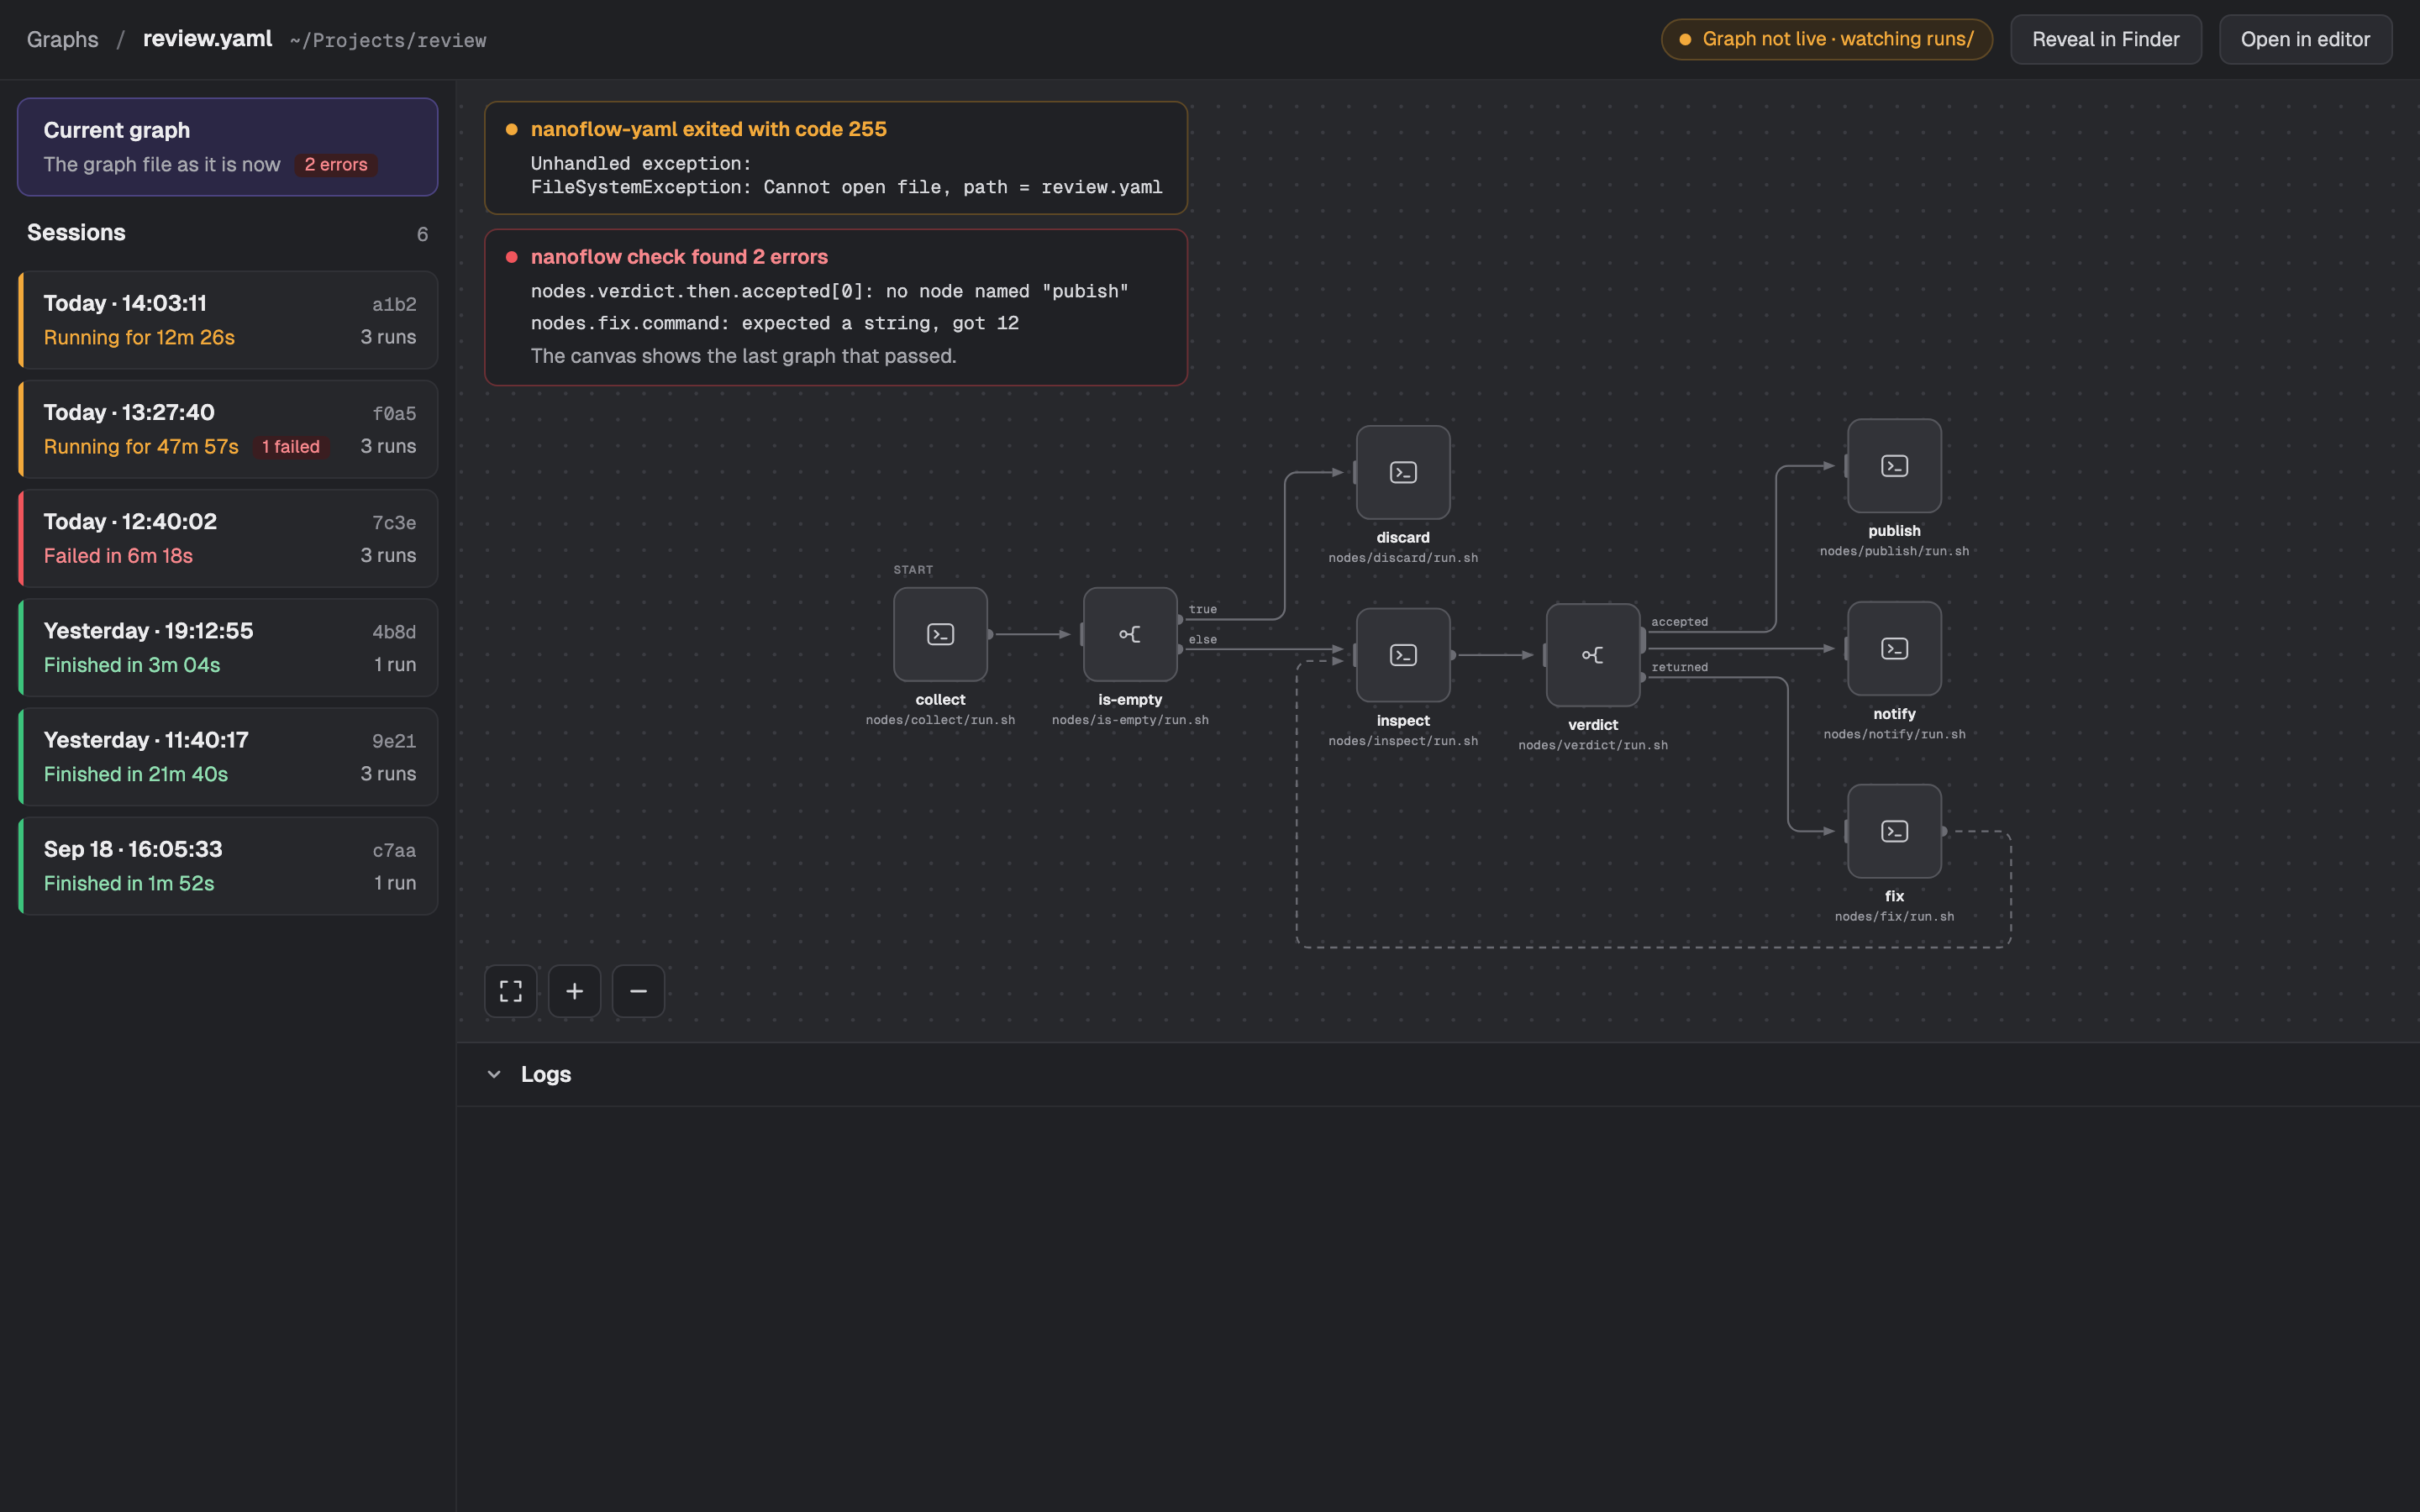 Graphs / review.yaml ~/Projects/review
Graph not live · watching runs/
Reveal in Finder
Open in editor
Current graph
The graph file as it is now 2 errors
Sessions 6
Today · 14:03:11 a1b2
Running for 12m 26s 3 runs
Today · 13:27:40 f0a5
Running for 47m 57s 1 failed 3 runs
Today · 12:40:02 7c3e
Failed in 6m 18s 3 runs
Yesterday · 19:12:55 4b8d
Finished in 3m 04s 1 run
Yesterday · 11:40:17 9e21
Finished in 21m 40s 3 runs
Sep 18 · 16:05:33 c7aa
Finished in 1m 52s 1 run
nanoflow-yaml exited with code 255
Unhandled exception:
FileSystemException: Cannot open file, path = review.yaml
nanoflow check found 2 errors
nodes.verdict.then.accepted[0]: no node named "pubish"
nodes.fix.command: expected a string, got 12
The canvas shows the last graph that passed.
START
collect
nodes/collect/run.sh
is-empty
nodes/is-empty/run.sh
true
else
discard
nodes/discard/run.sh
inspect
nodes/inspect/run.sh
verdict
nodes/verdict/run.sh
accepted
returned
publish
nodes/publish/run.sh
notify
nodes/notify/run.sh
fix
nodes/fix/run.sh
Logs